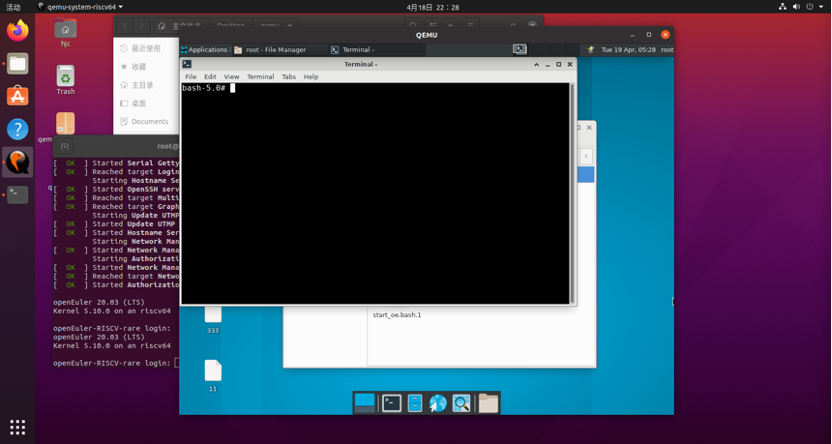 活动
qemu-system-riscv64
4月18日 22：28
hjc
Trash
qem
主文件夹
Desktop
qemu
最近使用
收藏
主目录
桌面
Documents
QEMU
Applications
root - File Manager
Terminal -
Tue 19 Apr, 05:28
root
Terminal -
File Edit View Terminal Tabs Help
bash-5.0#
root@
[ OK ] Started Serial Getty
[ OK ] Reached target Login
Starting Hostname Se
[ OK ] Started OpenSSH serv
[ OK ] Reached target Multi
[ OK ] Reached target Graph
Starting Update UTMP
[ OK ] Started Update UTMP
[ OK ] Started Hostname Ser
Starting Network Man
[ OK ] Started Network Mana
Starting Authorizati
[ OK ] Started Network Mana
[ OK ] Reached target Netwo
[ OK ] Started Authorizatio
openEuler 20.03 (LTS)
Kernel 5.10.0 on an riscv64
openEuler-RISCV-rare login:
openEuler 20.03 (LTS)
Kernel 5.10.0 on an riscv64
openEuler-RISCV-rare login:
start_oe.bash.1
333
11